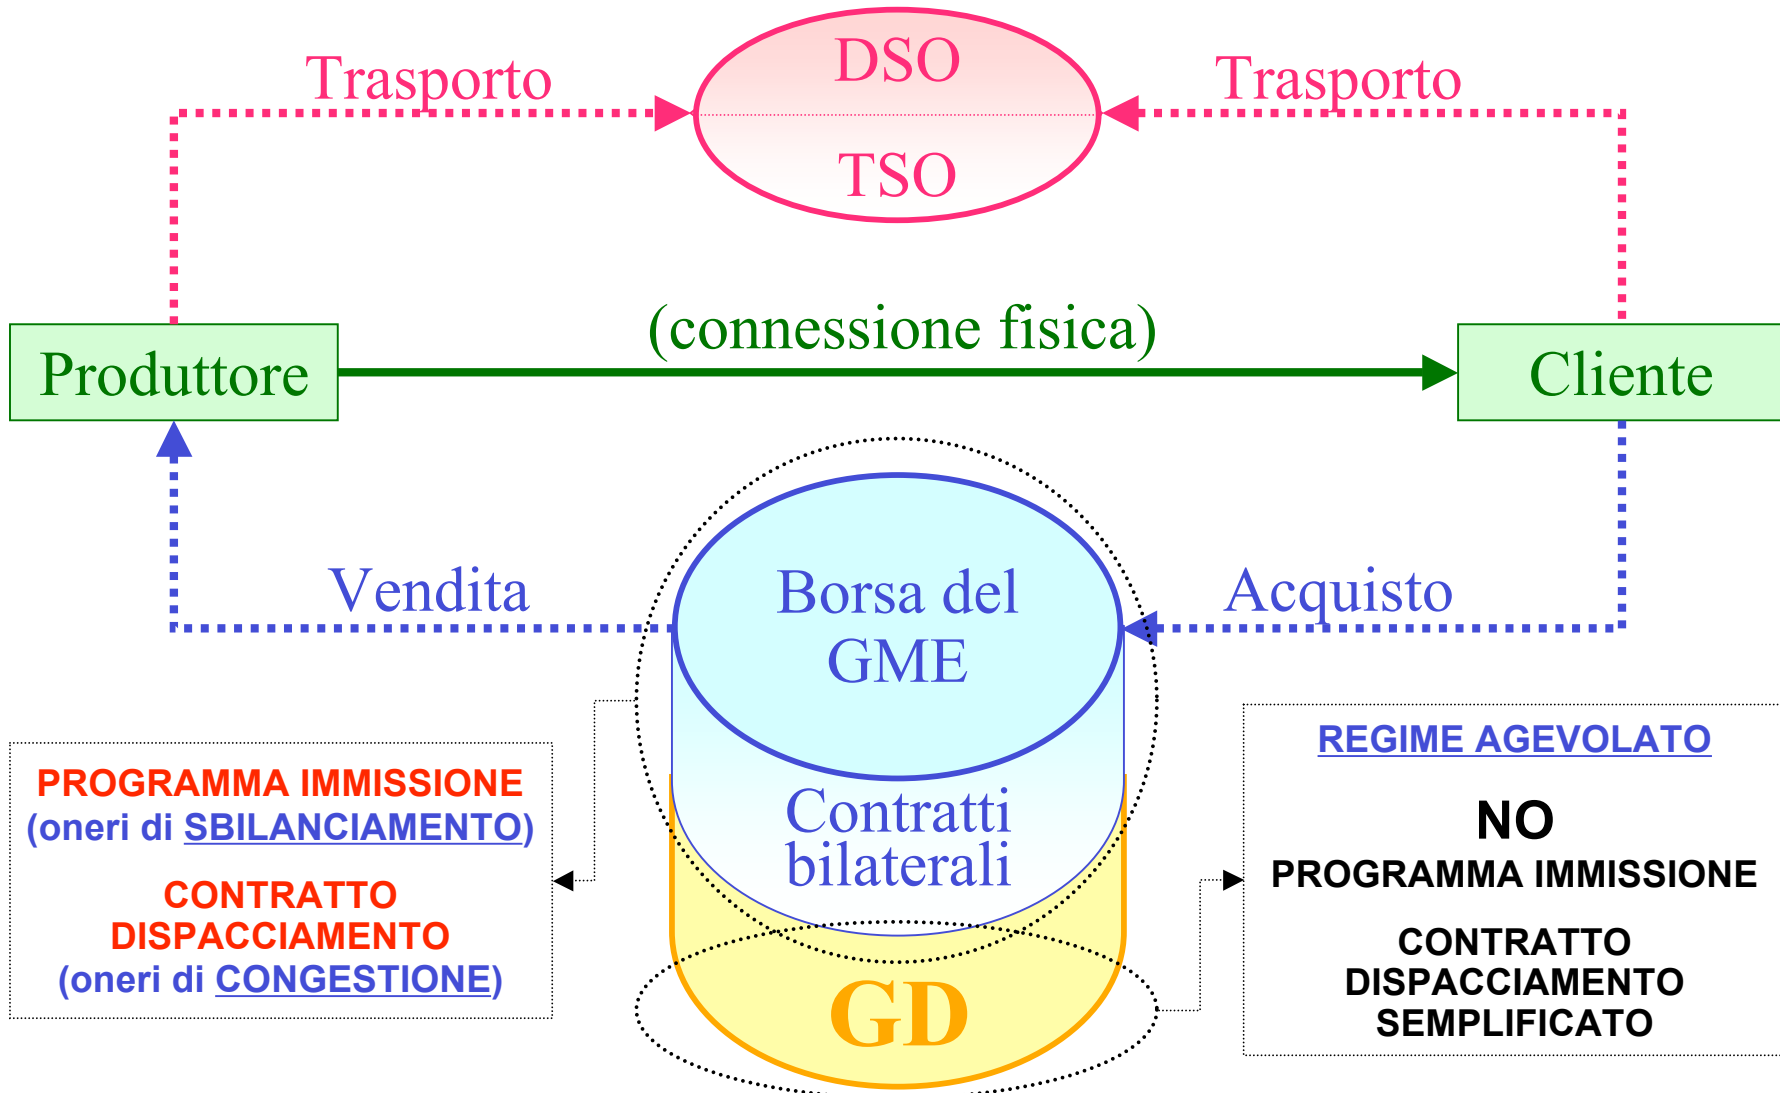 DSO
Trasporto
Trasporto
TSO
(connessione fisica)
Produttore
Cliente
Vendita
Borsa del
GME
Acquisto
Contratti
bilaterali
GD
PROGRAMMA IMMISSIONE
(oneri di SBILANCIAMENTO)
CONTRATTO
DISPACCIAMENTO
(oneri di CONGESTIONE)
REGIME AGEVOLATO
NO
PROGRAMMA IMMISSIONE
CONTRATTO
DISPACCIAMENTO
SEMPLIFICATO